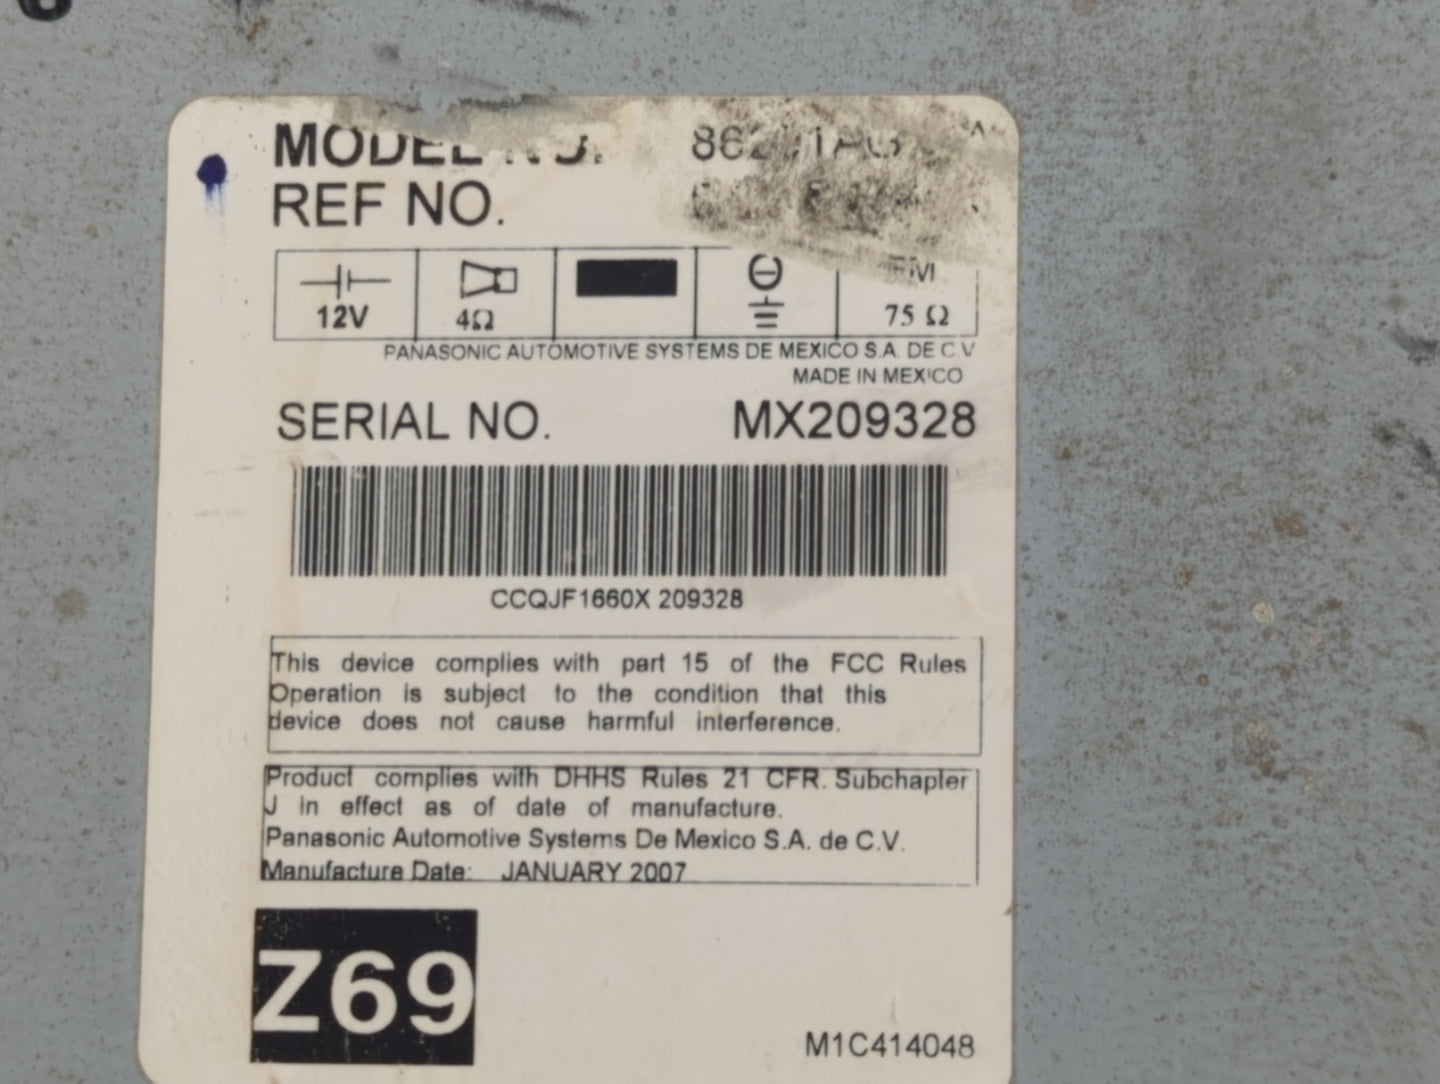 MODEL NO.
REF NO.
12V
4Ω
FM
75 Ω
PANASONIC AUTOMOTIVE SYSTEMS DE MEXICO S.A. DE C.V
MADE IN MEXICO
SERIAL NO. MX209328
CCQJF1660X 209328
This device complies with part 15 of the FCC Rules
Operation is subject to the condition that this
device does not cause harmful interference.
Product complies with DHHS Rules 21 CFR. Subchapter
J in effect as of date of manufacture.
Panasonic Automotive Systems De Mexico S.A. de C.V.
Manufacture Date: JANUARY 2007
Z69
M1C414048